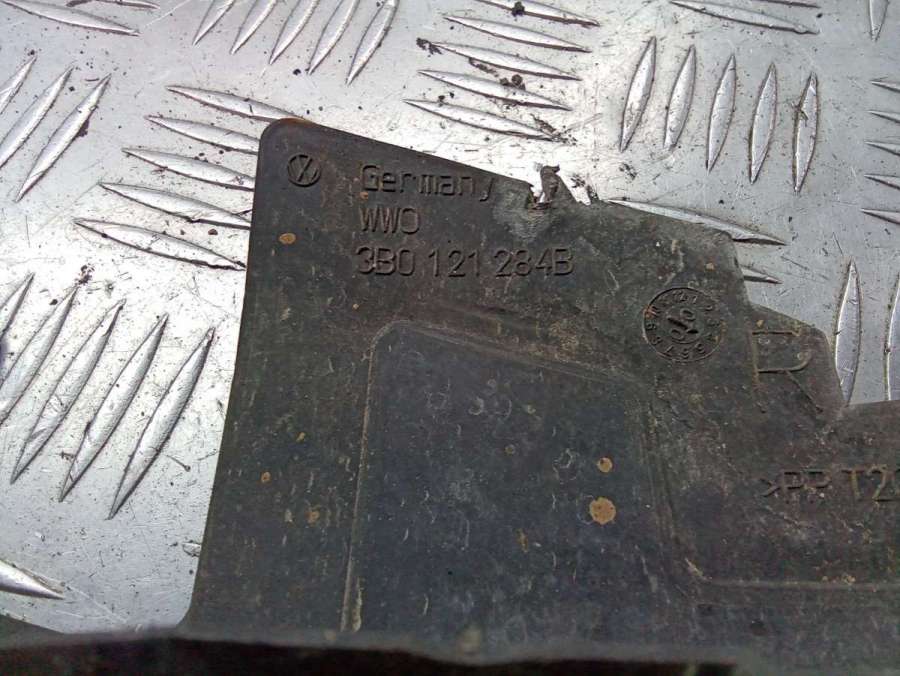 Germany
WWO
3B0 121 284B
R
>PP T2